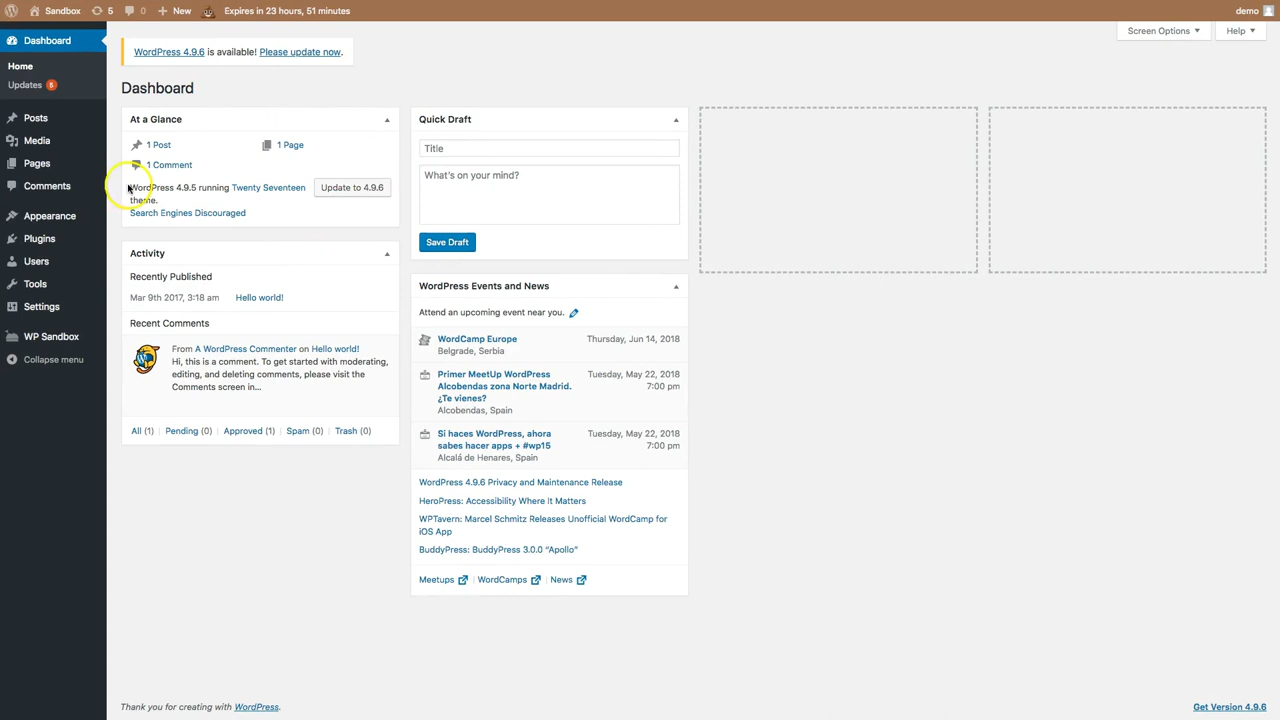 Sandbox 5 0 New Expires in 23 hours, 51 minutes demo
Dashboard
Home
Updates 5
Posts
Media
Pages
Comments
Appearance
Plugins
Users
Tools
Settings
WP Sandbox
Collapse menu
Screen Options Help
WordPress 4.9.6 is available! Please update now.
Dashboard
At a Glance
1 Post 1 Page
1 Comment
WordPress 4.9.5 running Twenty Seventeen
theme.
Update to 4.9.6
Search Engines Discouraged
Activity
Recently Published
Mar 9th 2017, 3:18 am Hello world!
Recent Comments
From A WordPress Commenter on Hello world!
Hi, this is a comment. To get started with moderating,
editing, and deleting comments, please visit the
Comments screen in...
All (1) | Pending (0) | Approved (1) | Spam (0) | Trash (0)
Quick Draft
Title
What's on your mind?
Save Draft
WordPress Events and News
Attend an upcoming event near you.
WordCamp Europe Thursday, Jun 14, 2018
Belgrade, Serbia
Primer MeetUp WordPress Tuesday, May 22, 2018
Alcobendas zona Norte Madrid. 7:00 pm
¿Te vienes?
Alcobendas, Spain
Si haces WordPress, ahora Tuesday, May 22, 2018
sabes hacer apps + #wp15 7:00 pm
Alcalá de Henares, Spain
WordPress 4.9.6 Privacy and Maintenance Release
HeroPress: Accessibility Where It Matters
WPTavern: Marcel Schmitz Releases Unofficial WordCamp for
iOS App
BuddyPress: BuddyPress 3.0.0 “Apollo”
Meetups | WordCamps | News
Thank you for creating with WordPress. Get Version 4.9.6